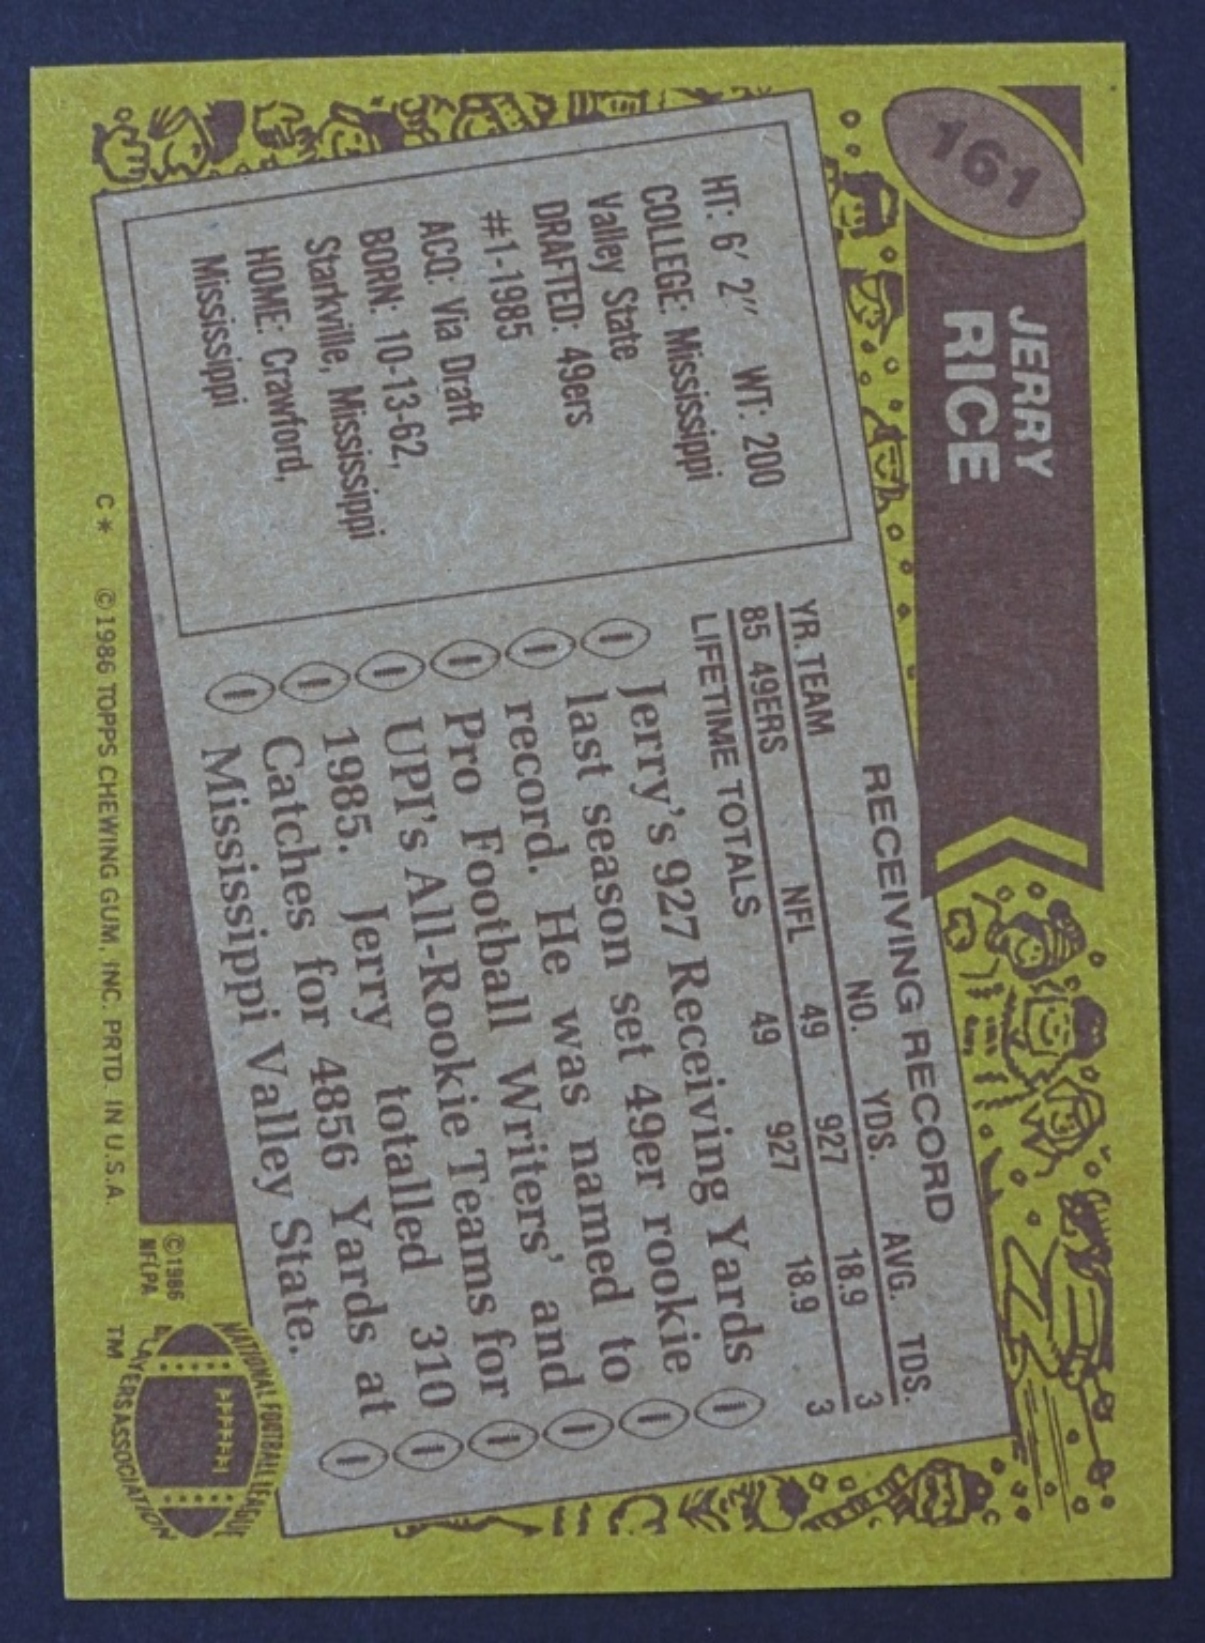 161
JERRY
RICE
HT: 6' 2" WT: 200
COLLEGE: Mississippi
Valley State
DRAFTED: 49ers
#1-1985
ACQ: Via Draft
BORN: 10-13-62,
Starkville, Mississippi
HOME: Crawford,
Mississippi
RECEIVING RECORD
YR. TEAM NO. YDS. AVG. TDS.
85 49ERS NFL 49 927 18.9 3
LIFETIME TOTALS 49 927 18.9 3
Jerry's 927 Receiving Yards
last season set 49er rookie
record. He was named to
Pro Football Writers' and
UPI's All-Rookie Teams for
1985. Jerry totalled 310
Catches for 4856 Yards at
Mississippi Valley State.
C* ©1986 TOPPS CHEWING GUM, INC. PRTD. IN U.S.A.
©1986
NFLPA
NATIONAL FOOTBALL LEAGUE
PLAYERS ASSOCIATION
TM